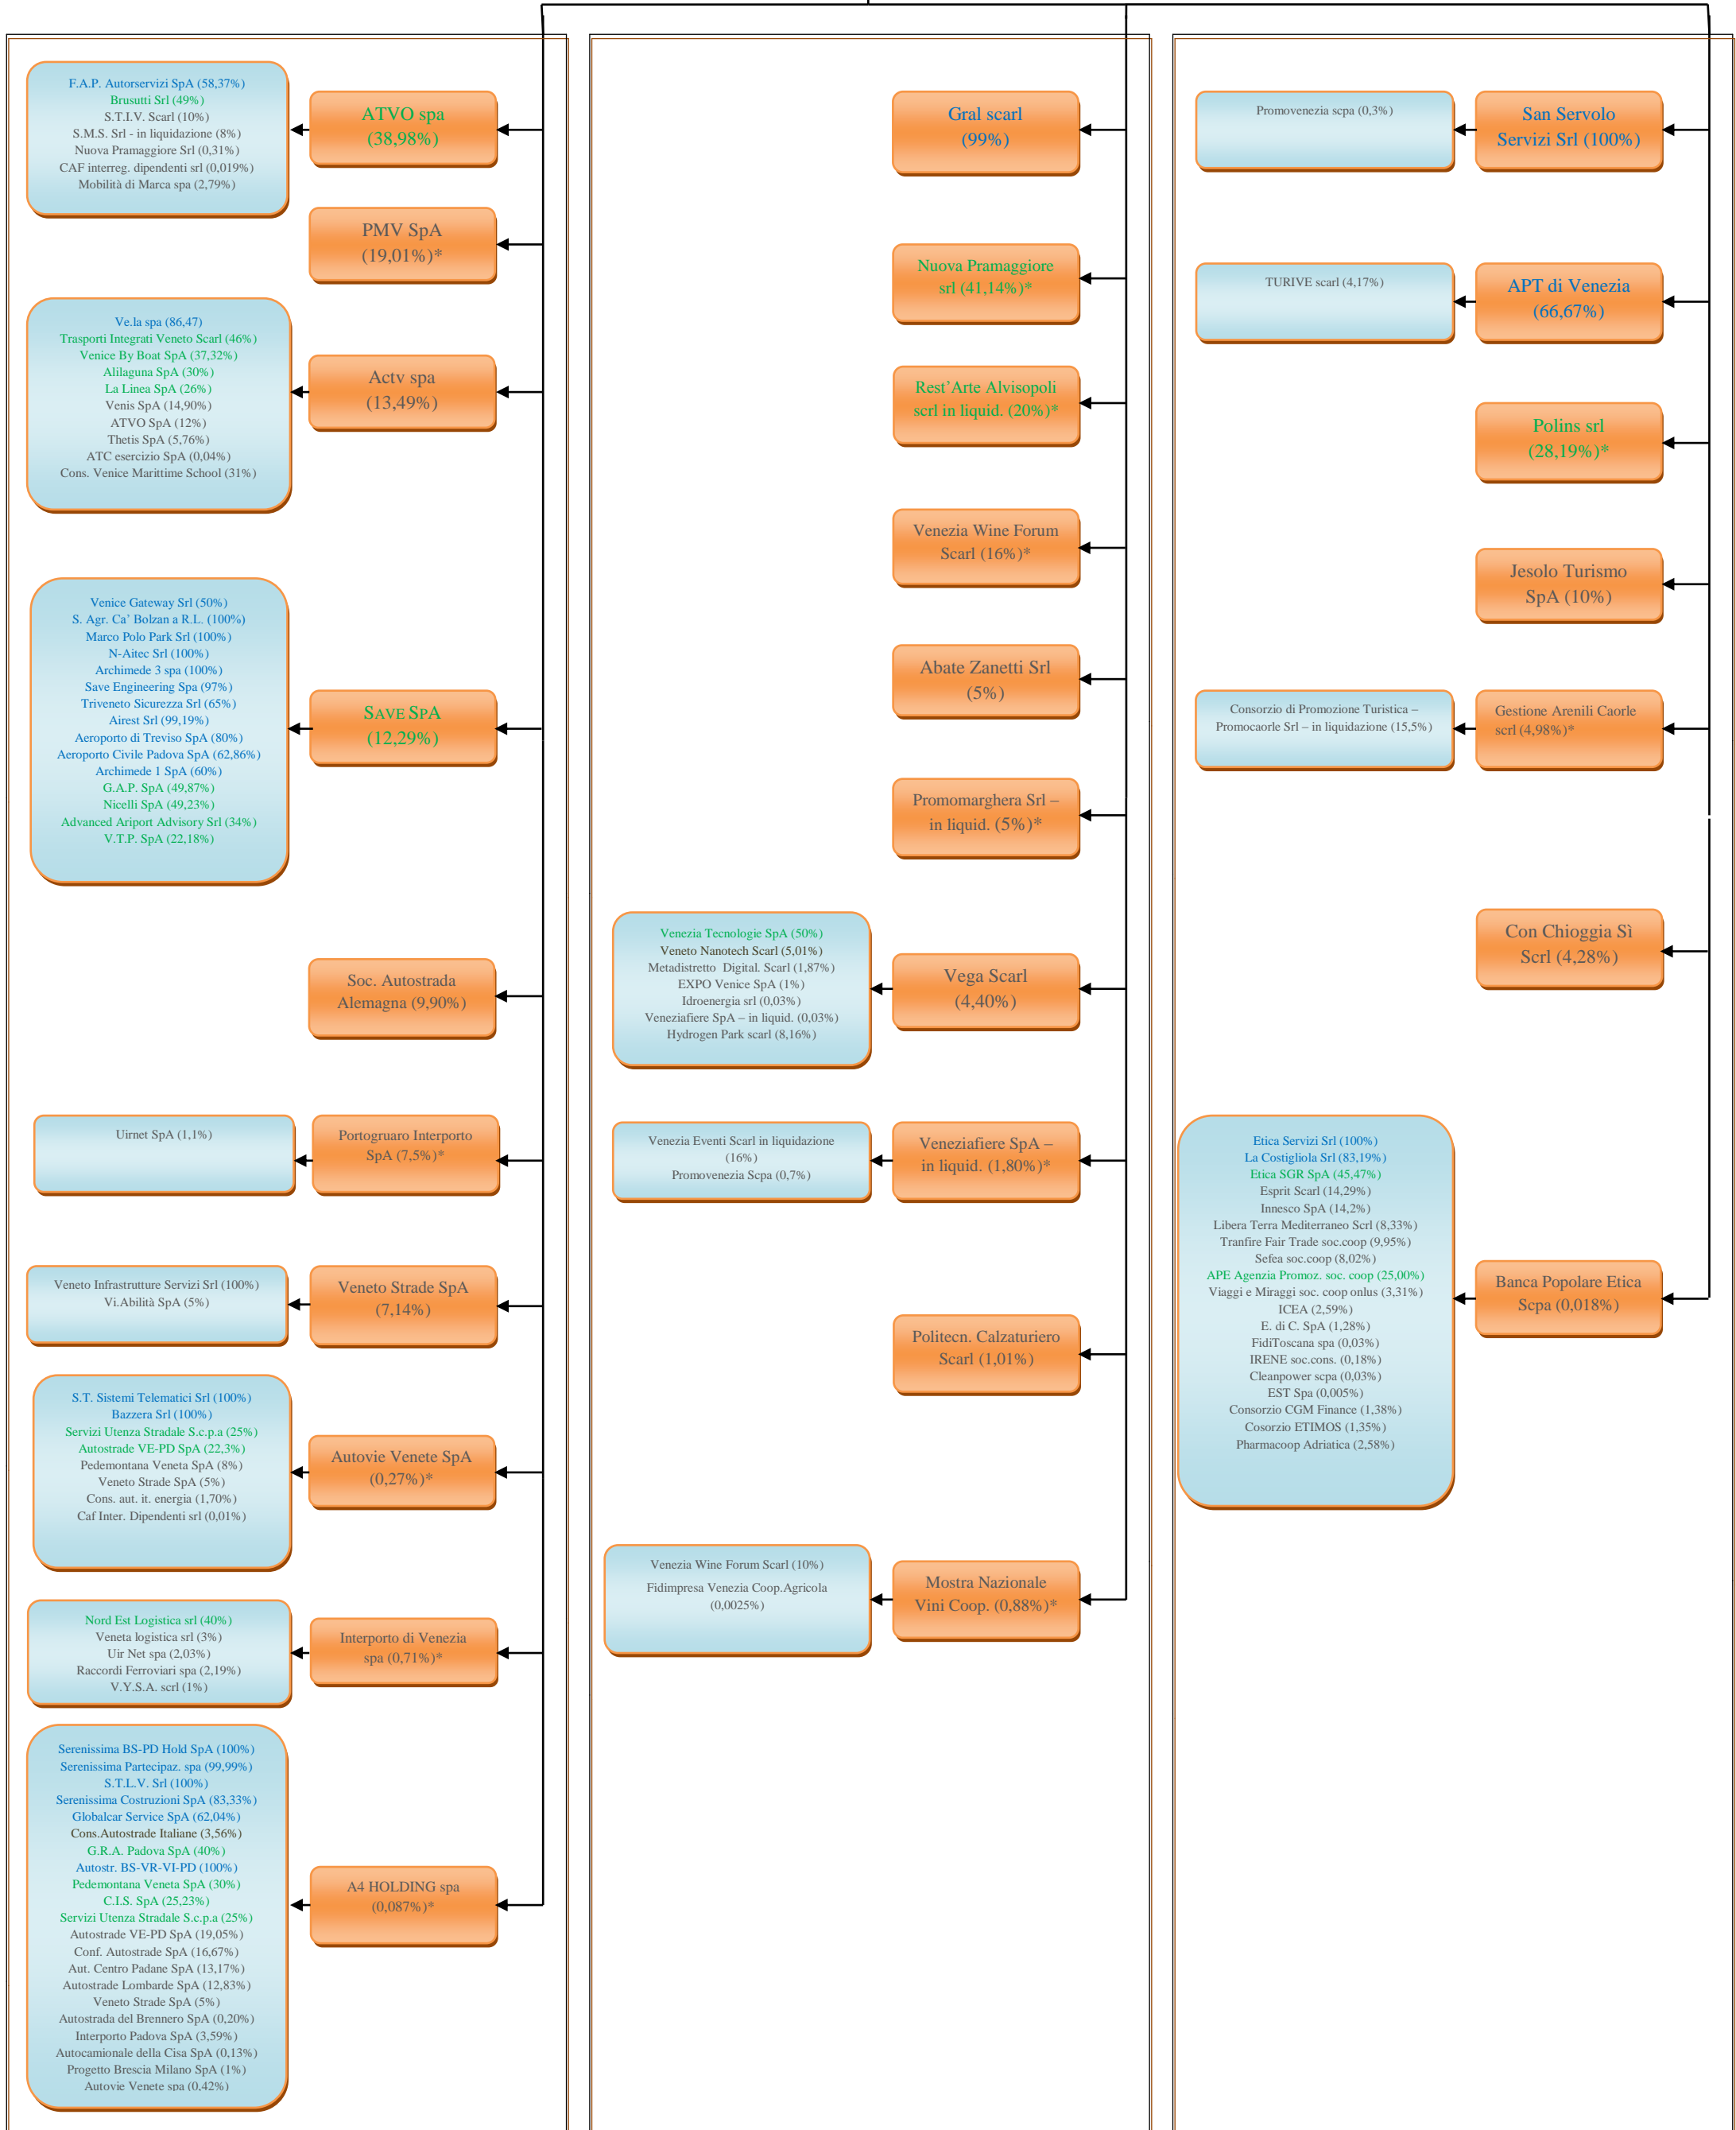 F.A.P. Autorservizi SpA (58,37%)
Brusutti Srl (49%)
S.T.I.V. Scarl (10%)
S.M.S. Srl - in liquidazione (8%)
Nuova Pramaggiore Srl (0,31%)
CAF interreg. dipendenti srl (0,019%)
Mobilità di Marca spa (2,79%)
ATVO spa
(38,98%)
PMV SpA
(19,01%)*
Ve.la spa (86,47)
Trasporti Integrati Veneto Scarl (46%)
Venice By Boat SpA (37,32%)
Alilaguna SpA (30%)
La Linea SpA (26%)
Venis SpA (14,90%)
ATVO SpA (12%)
Thetis SpA (5,76%)
ATC esercizio SpA (0,04%)
Cons. Venice Marittime School (31%)
Actv spa
(13,49%)
Venice Gateway Srl (50%)
S. Agr. Ca’ Bolzan a R.L. (100%)
Marco Polo Park Srl (100%)
N-Aitec Srl (100%)
Archimede 3 spa (100%)
Save Engineering Spa (97%)
Triveneto Sicurezza Srl (65%)
Airest Srl (99,19%)
Aeroporto di Treviso SpA (80%)
Aeroporto Civile Padova SpA (62,86%)
Archimede 1 SpA (60%)
G.A.P. SpA (49,87%)
Nicelli SpA (49,23%)
Advanced Ariport Advisory Srl (34%)
V.T.P. SpA (22,18%)
SAVE SPA
(12,29%)
Soc. Autostrada
Alemagna (9,90%)
Uirnet SpA (1,1%)
Portogruaro Interporto
SpA (7,5%)*
Veneto Infrastrutture Servizi Srl (100%)
Vi.Abilità SpA (5%)
Veneto Strade SpA
(7,14%)
S.T. Sistemi Telematici Srl (100%)
Bazzera Srl (100%)
Servizi Utenza Stradale S.c.p.a (25%)
Autostrade VE-PD SpA (22,3%)
Pedemontana Veneta SpA (8%)
Veneto Strade SpA (5%)
Cons. aut. it. energia (1,70%)
Caf Inter. Dipendenti srl (0,01%)
Autovie Venete SpA
(0,27%)*
Nord Est Logistica srl (40%)
Veneta logistica srl (3%)
Uir Net spa (2,03%)
Raccordi Ferroviari spa (2,19%)
V.Y.S.A. scrl (1%)
Interporto di Venezia
spa (0,71%)*
Serenissima BS-PD Hold SpA (100%)
Serenissima Partecipaz. spa (99,99%)
S.T.L.V. Srl (100%)
Serenissima Costruzioni SpA (83,33%)
Globalcar Service SpA (62,04%)
Cons.Autostrade Italiane (3,56%)
G.R.A. Padova SpA (40%)
Autostr. BS-VR-VI-PD (100%)
Pedemontana Veneta SpA (30%)
C.I.S. SpA (25,23%)
Servizi Utenza Stradale S.c.p.a (25%)
Autostrade VE-PD SpA (19,05%)
Conf. Autostrade SpA (16,67%)
Aut. Centro Padane SpA (13,17%)
Autostrade Lombarde SpA (12,83%)
Veneto Strade SpA (5%)
Autostrada del Brennero SpA (0,20%)
Interporto Padova SpA (3,59%)
Autocamionale della Cisa SpA (0,13%)
Progetto Brescia Milano SpA (1%)
Autovie Venete spa (0,42%)
A4 HOLDING spa
(0,087%)*
Gral scarl
(99%)
Nuova Pramaggiore
srl (41,14%)*
Rest’Arte Alvisopoli
scrl in liquid. (20%)*
Venezia Wine Forum
Scarl (16%)*
Abate Zanetti Srl
(5%)
Promomarghera Srl –
in liquid. (5%)*
Venezia Tecnologie SpA (50%)
Veneto Nanotech Scarl (5,01%)
Metadistretto Digital. Scarl (1,87%)
EXPO Venice SpA (1%)
Idroenergia srl (0,03%)
Veneziafiere SpA – in liquid. (0,03%)
Hydrogen Park scarl (8,16%)
Vega Scarl
(4,40%)
Venezia Eventi Scarl in liquidazione
(16%)
Promovenezia Scpa (0,7%)
Veneziafiere SpA –
in liquid. (1,80%)*
Politecn. Calzaturiero
Scarl (1,01%)
Venezia Wine Forum Scarl (10%)
Fidimpresa Venezia Coop.Agricola
(0,0025%)
Mostra Nazionale
Vini Coop. (0,88%)*
Promovenezia scpa (0,3%)
San Servolo
Servizi Srl (100%)
TURIVE scarl (4,17%)
APT di Venezia
(66,67%)
Polins srl
(28,19%)*
Jesolo Turismo
SpA (10%)
Consorzio di Promozione Turistica –
Promocaorle Srl – in liquidazione (15,5%)
Gestione Arenili Caorle
scrl (4,98%)*
Con Chioggia Sì
Scrl (4,28%)
Etica Servizi Srl (100%)
La Costigliola Srl (83,19%)
Etica SGR SpA (45,47%)
Esprit Scarl (14,29%)
Innesco SpA (14,2%)
Libera Terra Mediterraneo Scrl (8,33%)
Tranfire Fair Trade soc.coop (9,95%)
Sefea soc.coop (8,02%)
APE Agenzia Promoz. soc. coop (25,00%)
Viaggi e Miraggi soc. coop onlus (3,31%)
ICEA (2,59%)
E. di C. SpA (1,28%)
FidiToscana spa (0,03%)
IRENE soc.cons. (0,18%)
Cleanpower scpa (0,03%)
EST Spa (0,005%)
Consorzio CGM Finance (1,38%)
Cosorzio ETIMOS (1,35%)
Pharmacoop Adriatica (2,58%)
Banca Popolare Etica
Scpa (0,018%)